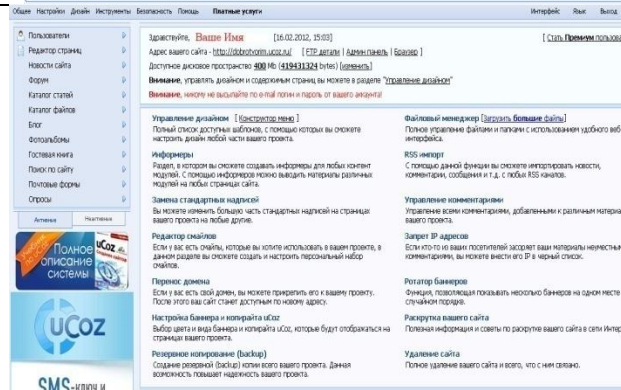 Общее Настройки Дизайн Инструменты Безопасность Помощь Платные услуги Интерфейс Язык Выход
Пользователи
Редактор страниц
Новости сайта
Форум
Каталог статей
Каталог файлов
Блог
Фотоальбомы
Гостевая книга
Поиск по сайту
Почтовые формы
Опросы
Активные Неактивные
Полное
описание
системы
uCoz
uCoz
SMS-ключ и
Здравствуйте, Ваше Имя [16.02.2012, 15:03] [ Стать Премиум пользова
Адрес вашего сайта - http://dobrotvorim.ucoz.ru/ [ FTP детали | Админ панель | Браузер ]
Доступное дисковое пространство 400 Mb (419431324 bytes) [изменить]
Внимание, управлять дизайном и содержимым страниц вы можете в разделе "Управление дизайном"
Внимание, никому не высылайте по e-mail логин и пароль от вашего аккаунта!
Управление дизайном [ Конструктор меню ]
Полный список доступных шаблонов, с помощью которых вы сможете
настроить дизайн любой части вашего проекта.
Информеры
Раздел, в котором вы сможете создавать информеры для любых контент
модулей. С помощью информеров можно выводить материалы различных
модулей на любых страницах сайта.
Замена стандартных надписей
Вы можете изменить большую часть стандартных надписей на страницах
вашего проекта на любые другие.
Редактор смайлов
Если у вас есть смайлы, которые вы хотите использовать в вашем проекте, в
данном разделе вы сможете создать и настроить персональный набор
смайлов.
Перенос домена
Если у вас есть свой домен, вы можете прикрепить его к вашему проекту.
После этого ваш сайт станет доступным по новому адресу.
Настройка баннера и копирайта uCoz
Выбор цвета и вида баннера и копирайта uCoz, которые будут отображаться на
страницах вашего проекта.
Резервное копирование (backup)
Создание резервной (backup) копии всего вашего проекта. Данная
возможность повышает надежность вашего проекта.
Файловый менеджер [Загрузить большие файлы]
Полное управление файлами и папками с использованием удобного веб
интерфейса.
RSS импорт
С помощью данной функции вы сможете импортировать новости,
комментарии, сообщения и т.д. с любых RSS каналов.
Управление комментариями
Управление всеми комментариями, добавленными к различным материа
вашего проекта.
Запрет IP адресов
Если кто-то из ваших посетителей засоряет ваши материалы неуместным
комментариями, вы можете внести его IP в черный список.
Ротатор баннеров
Функция, позволяющая показывать несколько баннеров на одном месте
случайном порядке.
Раскрутка вашего сайта
Полезная информация и советы по раскрутке вашего сайта в сети Интер
Удаление сайта
Полное удаление вашего сайта и всего, что с ним связано.